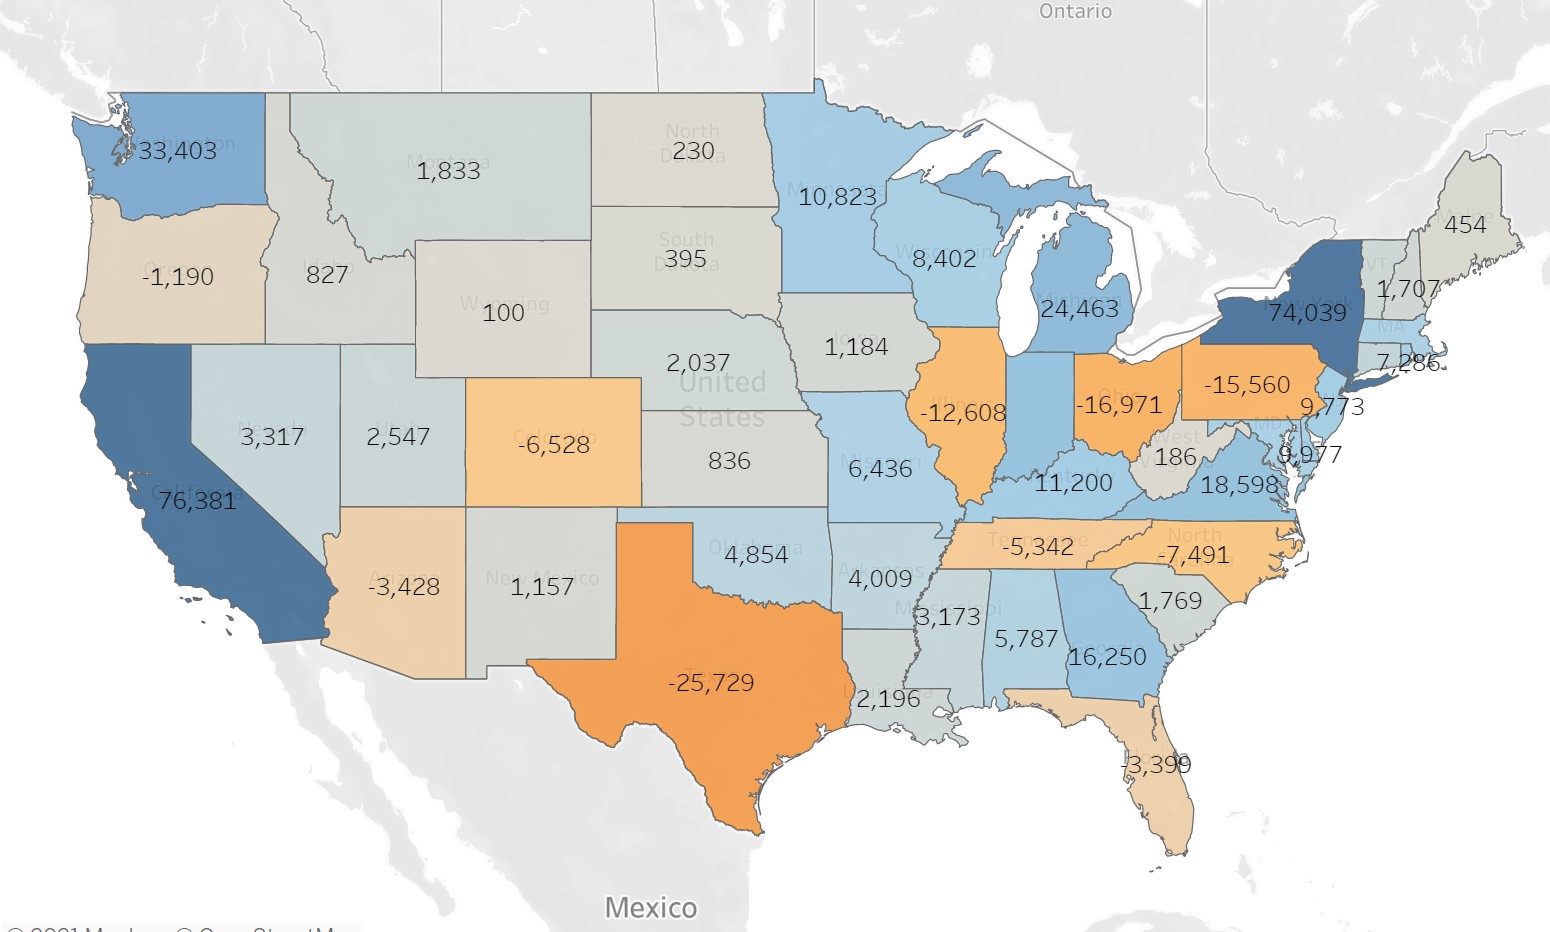 Ontario
Washington
33,403
Montana
1,833
North
Dakota
230
Minnesota
10,823
Maine
454
Oregon
-1,190
Idaho
827
South
Dakota
395
Wisconsin
8,402
VT
1,707
Wyoming
100
Michigan
24,463
New York
74,039
MA
Iowa
1,184
7,286
2,037
United
States
Illinois
-12,608
Ohio
-16,971
-15,560
9,773
Nevada
3,317
Utah
2,547
Colorado
-6,528
836
Missouri
6,436
West
Virginia
186
MD
9,977
California
76,381
Kentucky
11,200
18,598
Tennessee
-5,342
North
Carolina
-7,491
Oklahoma
4,854
Arkansas
4,009
Arizona
-3,428
New Mexico
1,157
Mississippi
3,173
5,787
Georgia
16,250
1,769
Texas
-25,729
Louisiana
2,196
Florida
-3,399
Mexico